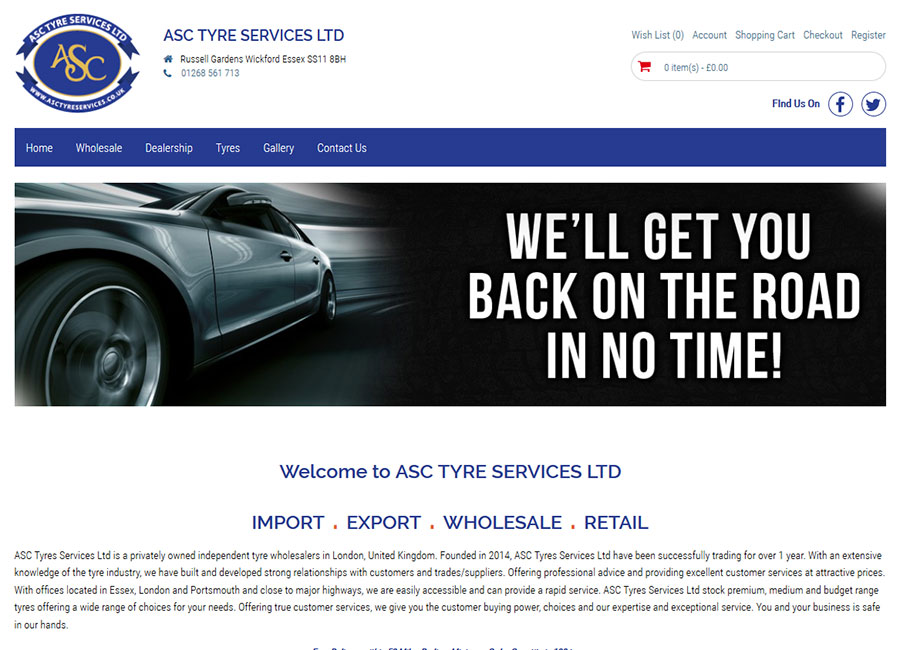 ASC TYRE SERVICES LTD
ASC
WWW.ASCTYRESERVICES.CO.UK
ASC TYRE SERVICES LTD
Russell Gardens Wickford Essex SS11 8BH
01268 561 713
Wish List (0) Account Shopping Cart Checkout Register
0 item(s) - £0.00
FInd Us On
Home Wholesale Dealership Tyres Gallery Contact Us
WE'LL GET YOU
BACK ON THE ROAD
IN NO TIME!
Welcome to ASC TYRE SERVICES LTD
IMPORT . EXPORT . WHOLESALE . RETAIL
ASC Tyres Services Ltd is a privately owned independent tyre wholesalers in London, United Kingdom. Founded in 2014, ASC Tyres Services Ltd have been successfully trading for over 1 year. With an extensive
knowledge of the tyre industry, we have built and developed strong relationships with customers and trades/suppliers. Offering professional advice and providing excellent customer services at attractive prices.
With offices located in Essex, London and Portsmouth and close to major highways, we are easily accessible and can provide a rapid service. ASC Tyres Services Ltd stock premium, medium and budget range
tyres offering a wide range of choices for your needs. Offering true customer services, we give you the customer buying power, choices and our expertise and exceptional service. You and your business is safe
in our hands.